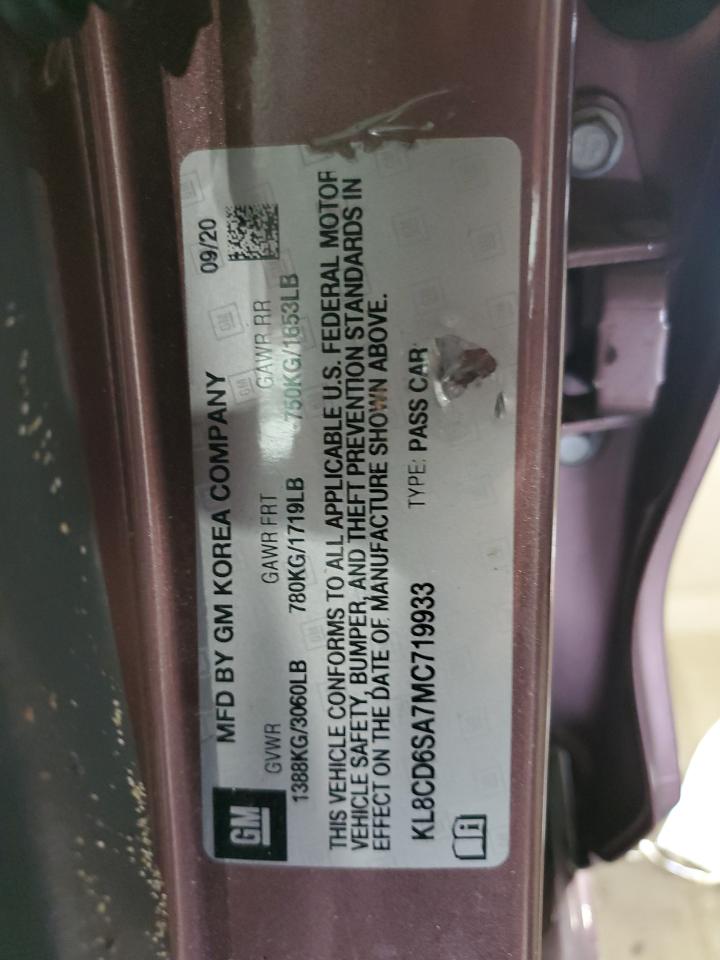 GM
MFD BY GM KOREA COMPANY 09/20
GVWR GAWR FRT GAWR RR
1388KG/3060LB 780KG/1719LB 750KG/1653LB
THIS VEHICLE CONFORMS TO ALL APPLICABLE U.S. FEDERAL MOTOR
VEHICLE SAFETY, BUMPER, AND THEFT PREVENTION STANDARDS IN
EFFECT ON THE DATE OF MANUFACTURE SHOWN ABOVE.
KL8CD6SA7MC719933 TYPE: PASS CAR